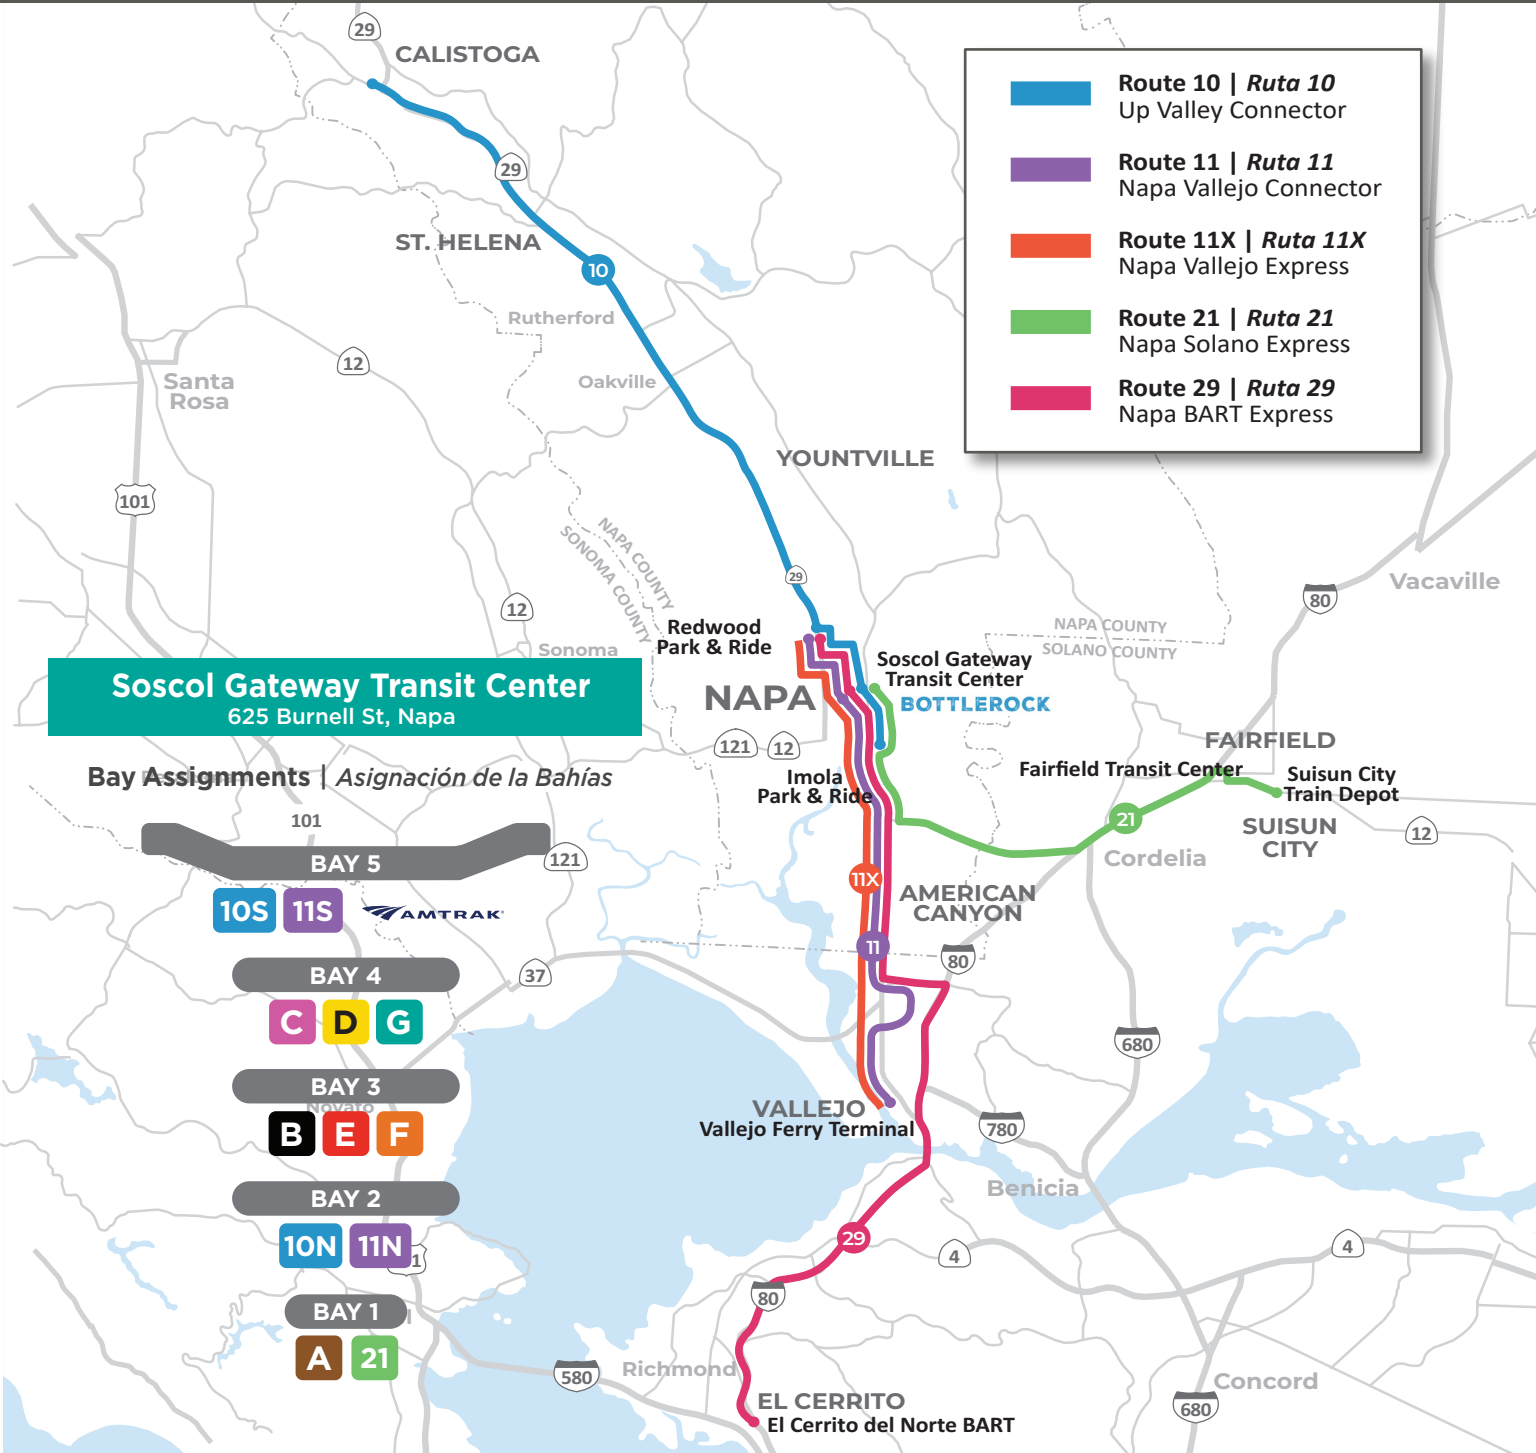 29
CALISTOGA
Route 10 | Ruta 10
Up Valley Connector
Route 11 | Ruta 11
Napa Vallejo Connector
Route 11X | Ruta 11X
Napa Vallejo Express
Route 21 | Ruta 21
Napa Solano Express
Route 29 | Ruta 29
Napa BART Express
29
ST. HELENA
10
Rutherford
12
Oakville
Santa
Rosa
YOUNTVILLE
101
NAPA COUNTY
SONOMA COUNTY
29
Vacaville
80
12
NAPA COUNTY
SOLANO COUNTY
Redwood
Park & Ride
Sonoma
Soscol Gateway
Transit Center
BOTTLEROCK
NAPA
Soscol Gateway Transit Center
625 Burnell St, Napa
121
12
FAIRFIELD
Fairfield Transit Center
Suisun City
Train Depot
Imola
Park & Ride
Bay Assignments | Asignación de la Bahías
101
21
SUISUN
CITY
12
Cordelia
BAY 5
121
11X
AMERICAN
CANYON
10S
11S
AMTRAK
11
80
BAY 4
37
C
D
G
680
BAY 3
Novato
B
E
F
VALLEJO
Vallejo Ferry Terminal
780
Benicia
BAY 2
10N
11N
1
29
4
4
80
BAY 1
A
21
580
Richmond
Concord
680
EL CERRITO
El Cerrito del Norte BART